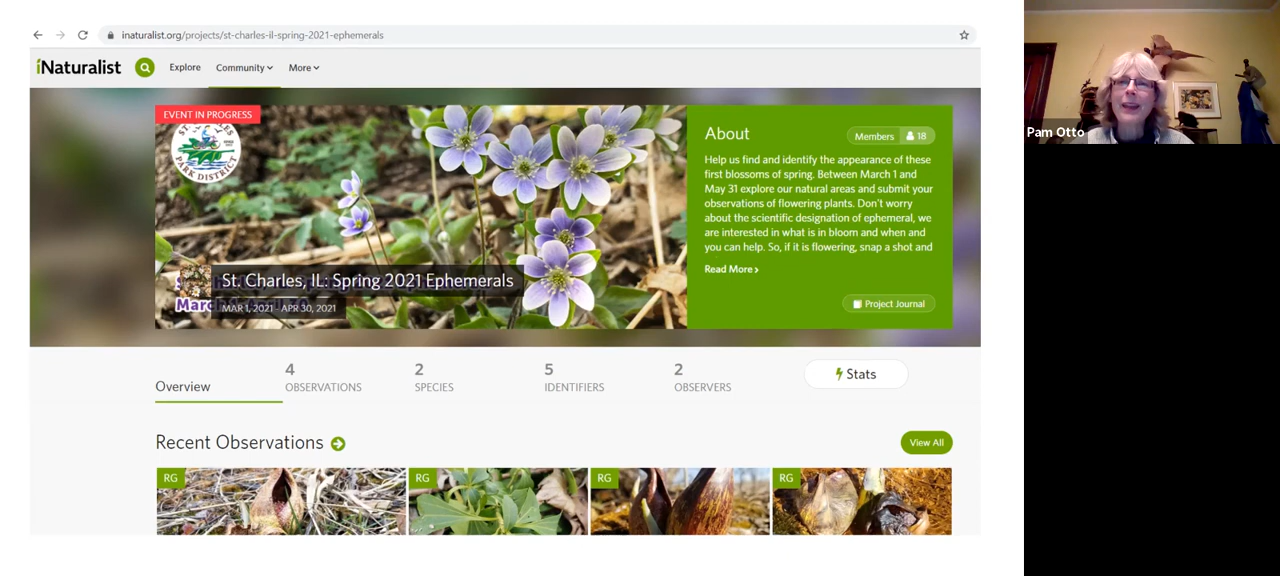 inaturalist.org/projects/st-charles-il-spring-2021-ephemerals
iNaturalist
Explore
Community
More
EVENT IN PROGRESS
ST. CHARLES
PARK DISTRICT
St. Charles, IL: Spring 2021 Ephemerals
MAR 1, 2021 - APR 30, 2021
About
Members 18
Help us find and identify the appearance of these
first blossoms of spring. Between March 1 and
May 31 explore our natural areas and submit your
observations of flowering plants. Don't worry
about the scientific designation of ephemeral, we
are interested in what is in bloom and when and
you can help. So, if it is flowering, snap a shot and
Read More
Project Journal
Overview
4
OBSERVATIONS
2
SPECIES
5
IDENTIFIERS
2
OBSERVERS
Stats
Recent Observations
View All
RG
RG
RG
RG
Pam Otto